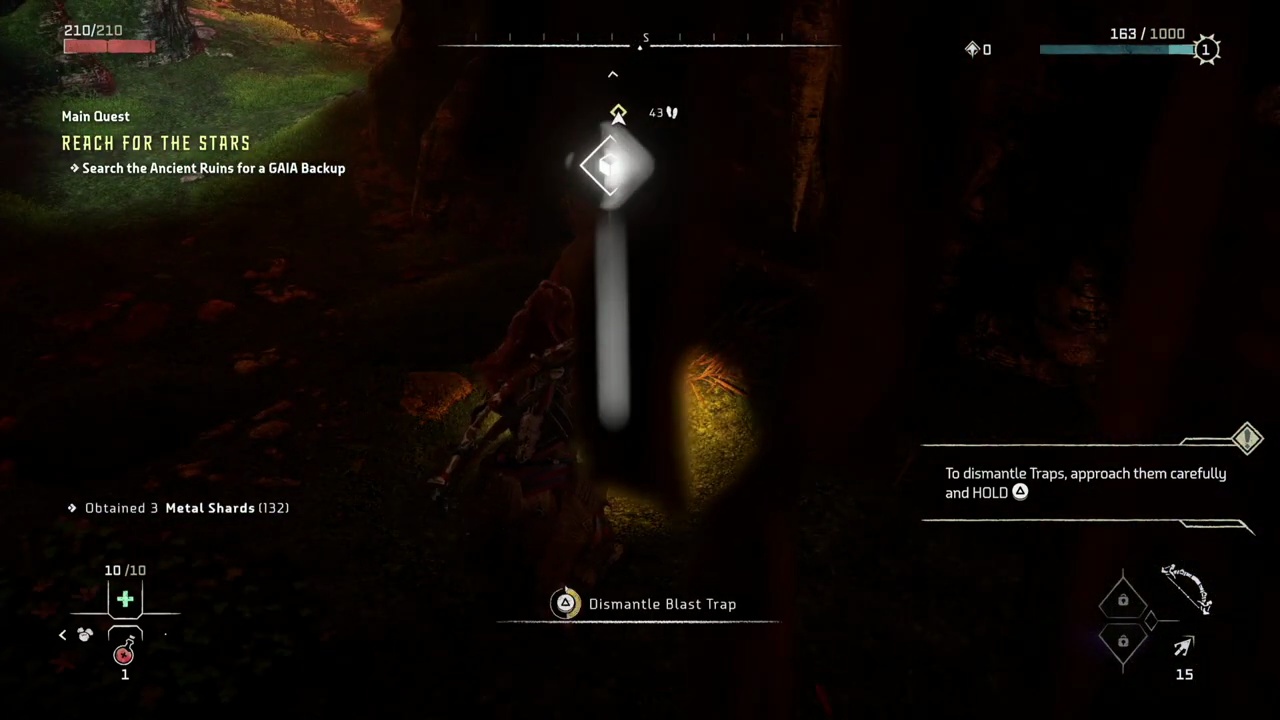 210/210
S
0
163 / 1000
1
43
Main Quest
REACH FOR THE STARS
Search the Ancient Ruins for a GAIA Backup
To dismantle Traps, approach them carefully
and HOLD
Obtained 3 Metal Shards (132)
10/10
Dismantle Blast Trap
1
15